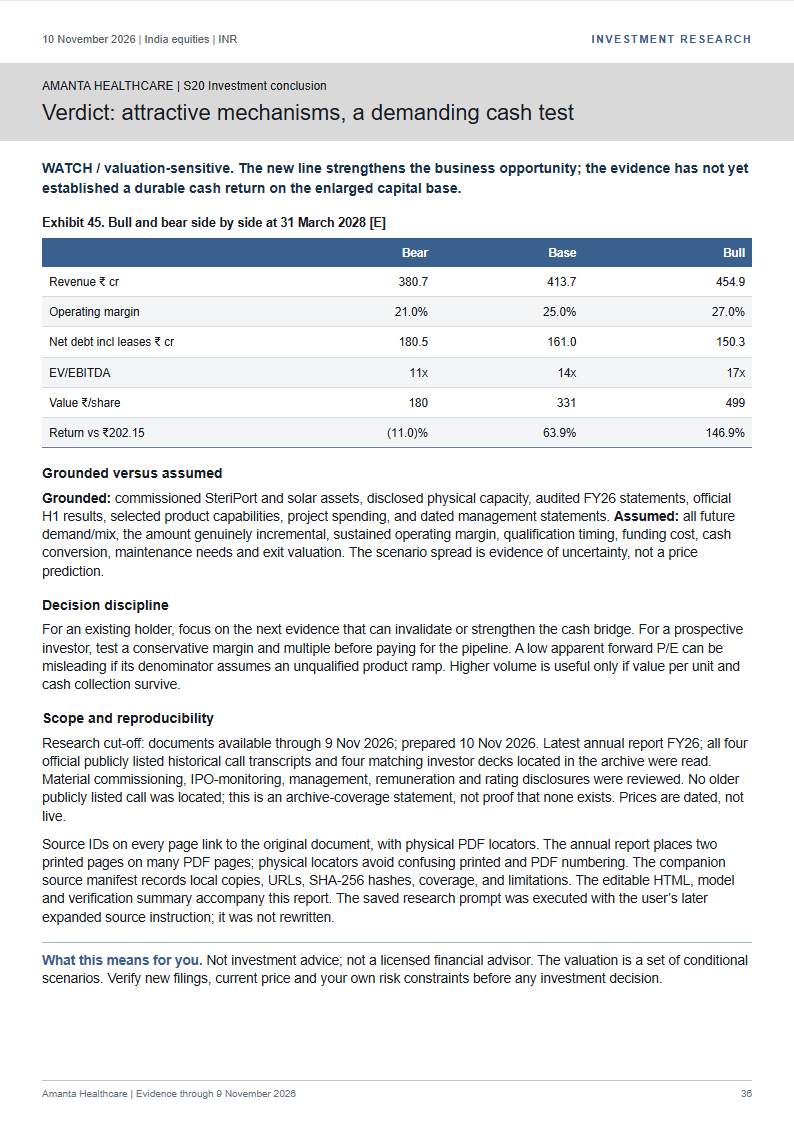 10 November 2026 | India equities | INR
INVESTMENT RESEARCH
AMANTA HEALTHCARE | S20 Investment conclusion
Verdict: attractive mechanisms, a demanding cash test
WATCH / valuation-sensitive. The new line strengthens the business opportunity; the evidence has not yet
established a durable cash return on the enlarged capital base.
Exhibit 45. Bull and bear side by side at 31 March 2028 [E]
Bear Base Bull
Revenue ₹ cr 380.7 413.7 454.9
Operating margin 21.0% 25.0% 27.0%
Net debt incl leases ₹ cr 180.5 161.0 150.3
EV/EBITDA 11x 14x 17x
Value ₹/share 180 331 499
Return vs ₹202.15 (11.0)% 63.9% 146.9%
Grounded versus assumed
Grounded: commissioned SteriPort and solar assets, disclosed physical capacity, audited FY26 statements, official
H1 results, selected product capabilities, project spending, and dated management statements. Assumed: all future
demand/mix, the amount genuinely incremental, sustained operating margin, qualification timing, funding cost, cash
conversion, maintenance needs and exit valuation. The scenario spread is evidence of uncertainty, not a price
prediction.
Decision discipline
For an existing holder, focus on the next evidence that can invalidate or strengthen the cash bridge. For a prospective
investor, test a conservative margin and multiple before paying for the pipeline. A low apparent forward P/E can be
misleading if its denominator assumes an unqualified product ramp. Higher volume is useful only if value per unit and
cash collection survive.
Scope and reproducibility
Research cut-off: documents available through 9 Nov 2026; prepared 10 Nov 2026. Latest annual report FY26; all four
official publicly listed historical call transcripts and four matching investor decks located in the archive were read.
Material commissioning, IPO-monitoring, management, remuneration and rating disclosures were reviewed. No older
publicly listed call was located; this is an archive-coverage statement, not proof that none exists. Prices are dated, not
live.
Source IDs on every page link to the original document, with physical PDF locators. The annual report places two
printed pages on many PDF pages; physical locators avoid confusing printed and PDF numbering. The companion
source manifest records local copies, URLs, SHA-256 hashes, coverage, and limitations. The editable HTML, model
and verification summary accompany this report. The saved research prompt was executed with the user's later
expanded source instruction; it was not rewritten.
What this means for you. Not investment advice; not a licensed financial advisor. The valuation is a set of conditional
scenarios. Verify new filings, current price and your own risk constraints before any investment decision.
Amanta Healthcare | Evidence through 9 November 2026
36